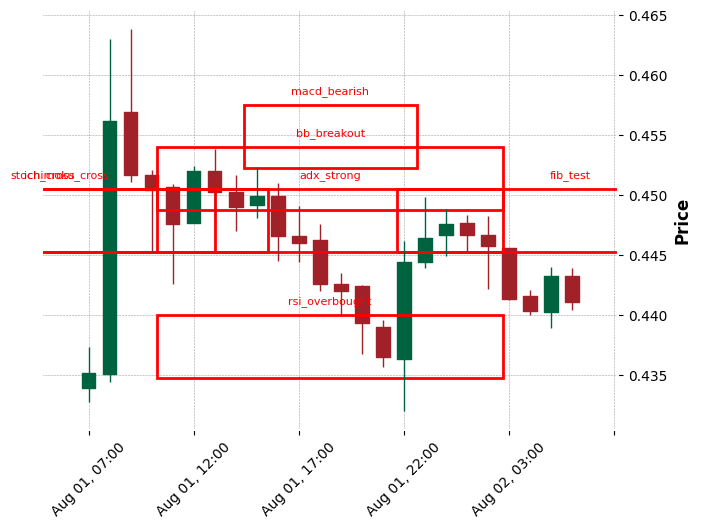 0.465
0.460
macd_bearish
0.455
bb_breakout
ichimoku_cross
adx_strong
fib_test
0.450
Price
0.445
rsi_overbought
0.440
0.435
Aug 01, 07:00
Aug 01, 12:00
Aug 01, 17:00
Aug 01, 22:00
Aug 02, 03:00